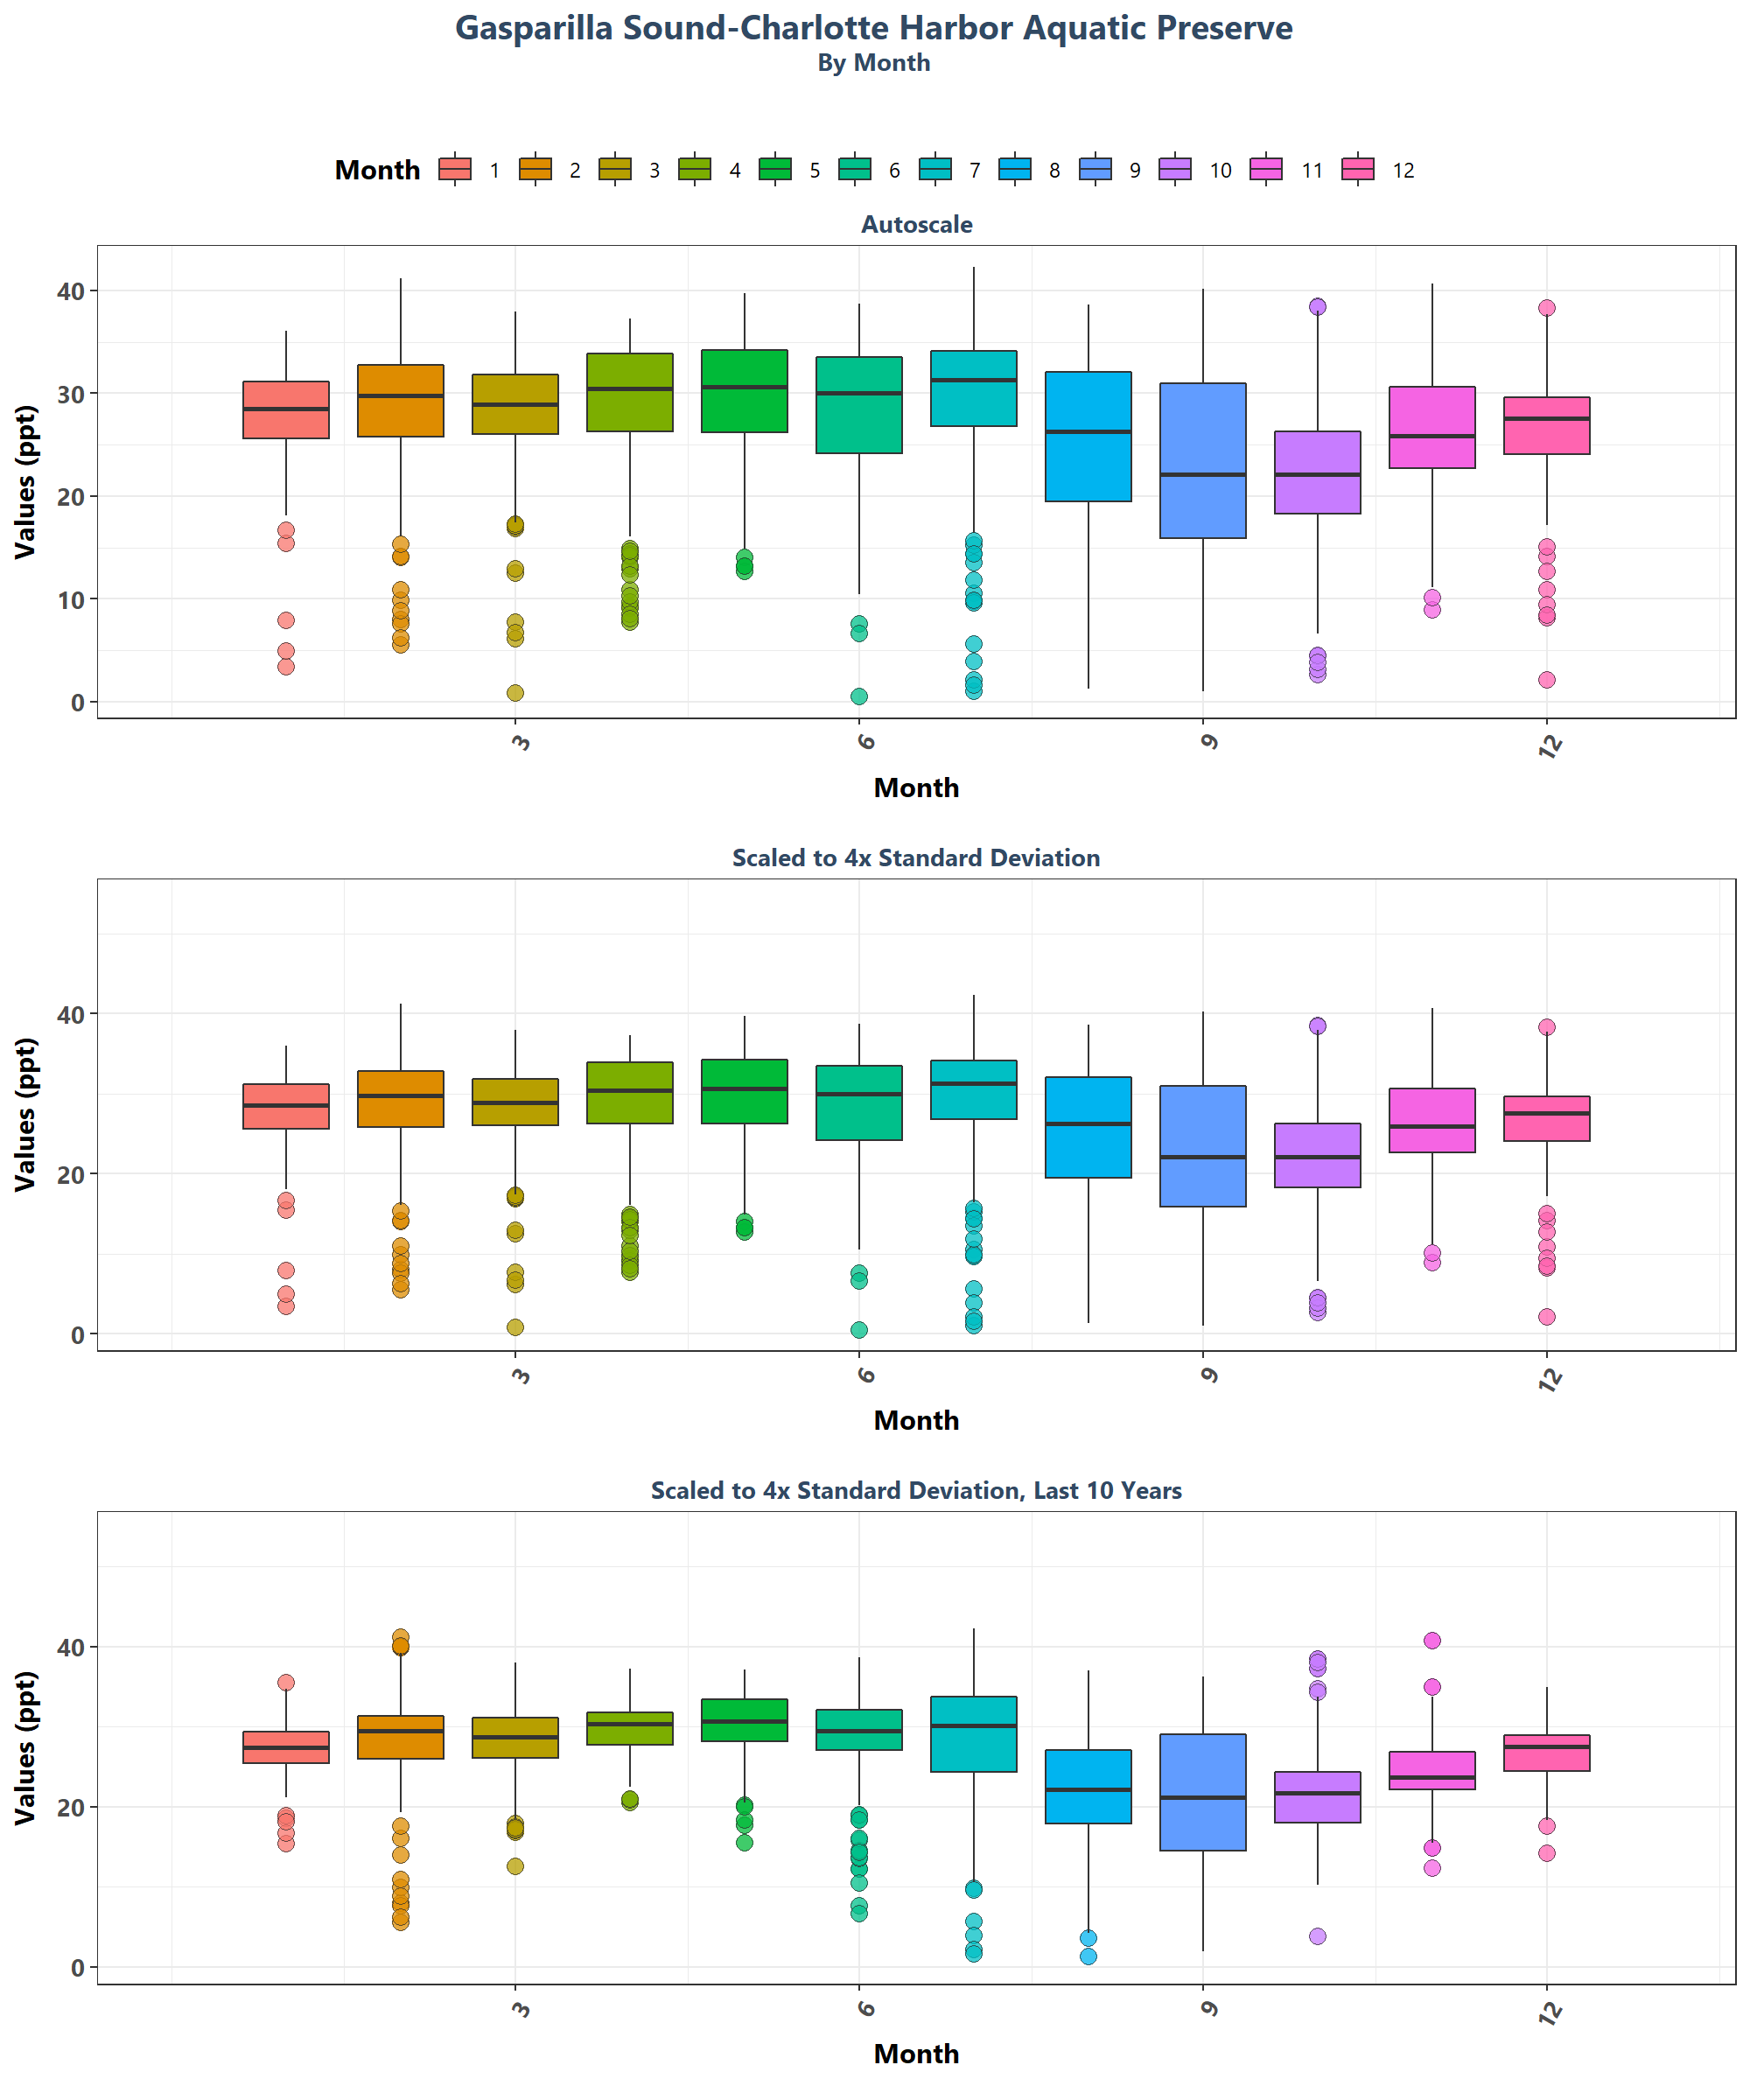 Gasparilla Sound-Charlotte Harbor Aquatic Preserve
By Month
Month 1 2 3 4 5 6 7 8 9 10 11 12
Autoscale
Values (ppt)
40
30
20
10
0
3 6 9 12
Month
Scaled to 4x Standard Deviation
Values (ppt)
40
20
0
3 6 9 12
Month
Scaled to 4x Standard Deviation, Last 10 Years
Values (ppt)
40
20
0
3 6 9 12
Month